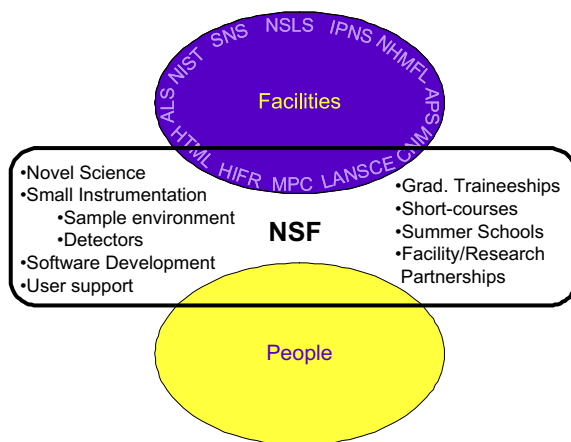 ALS NIST SNS NSLS IPNS NHMFL APS
Facilities
HTML HIFR MPC LANSCE CNM
•Novel Science
•Small Instrumentation
•Sample environment
•Detectors
•Software Development
•User support
NSF
•Grad. Traineeships
•Short-courses
•Summer Schools
•Facility/Research
Partnerships
People